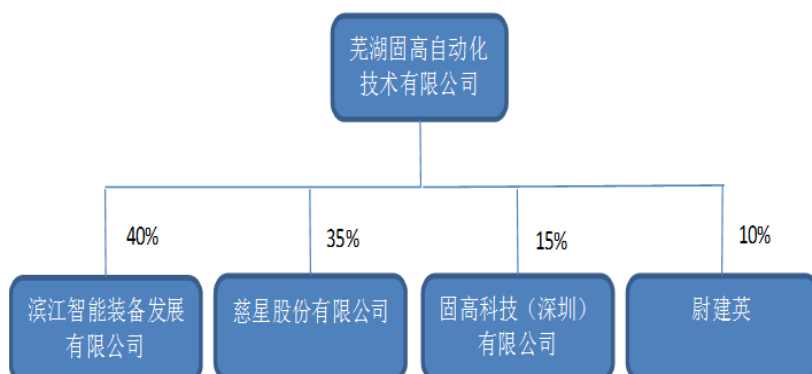 芜湖固高自动化
技术有限公司
40%
35%
15%
10%
滨江智能装备发展
有限公司
慈星股份有限公司
固高科技（深圳）
有限公司
尉建英